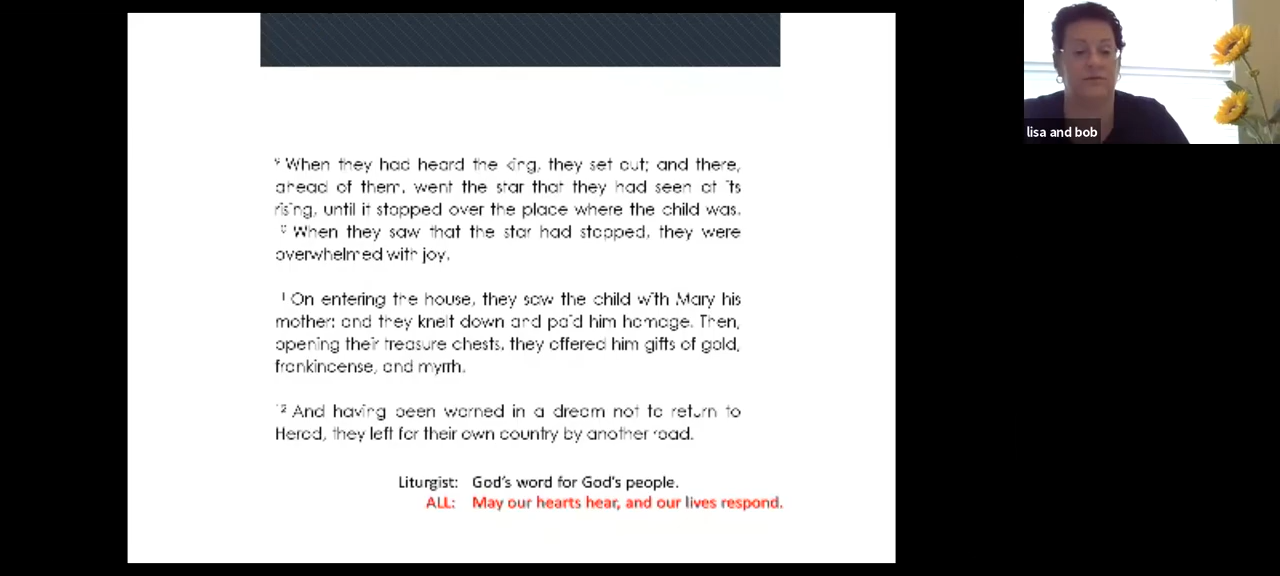 ⁹ When they had heard the king, they set out; and there,
ahead of them, went the star that they had seen at its
rising, until it stopped over the place where the child was.
¹⁰ When they saw that the star had stopped, they were
overwhelmed with joy.
¹¹ On entering the house, they saw the child with Mary his
mother; and they knelt down and paid him homage. Then,
opening their treasure chests, they offered him gifts of gold,
frankincense, and myrrh.
¹² And having been warned in a dream not to return to
Herod, they left for their own country by another road.
Liturgist: God's word for God's people.
ALL: May our hearts hear, and our lives respond.
lisa and bob